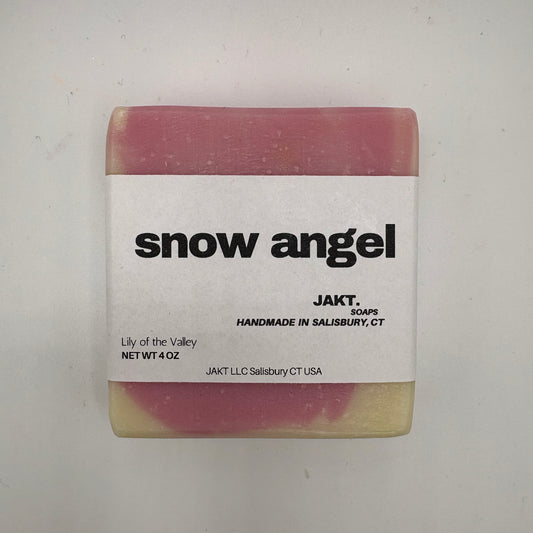 snow angel
JAKT.
SOAPS
HANDMADE IN SALISBURY, CT
Lily of the Valley
NET WT 4 OZ
JAKT LLC Salisbury CT USA